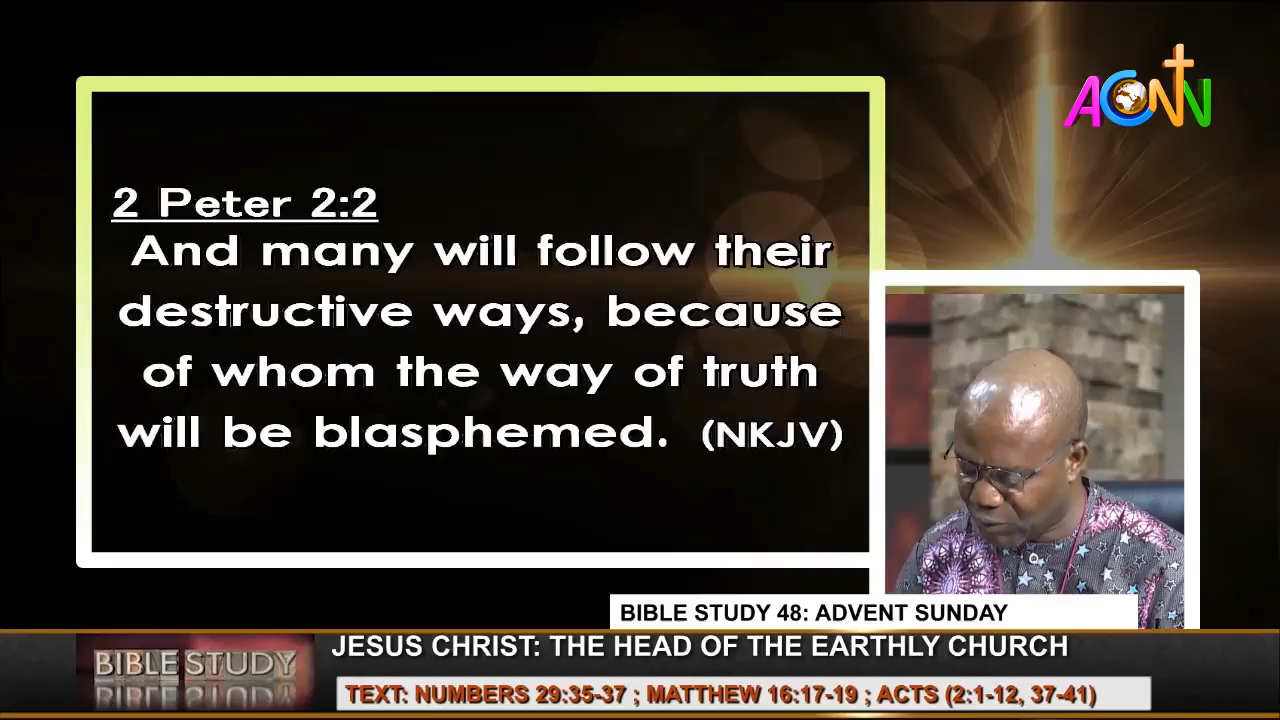 ACNN
2 Peter 2:2
And many will follow their
destructive ways, because
of whom the way of truth
will be blasphemed. (NKJV)
BIBLE STUDY 48: ADVENT SUNDAY
BIBLE STUDY
JESUS CHRIST: THE HEAD OF THE EARTHLY CHURCH
TEXT: NUMBERS 29:35-37 ; MATTHEW 16:17-19 ; ACTS (2:1-12, 37-41)